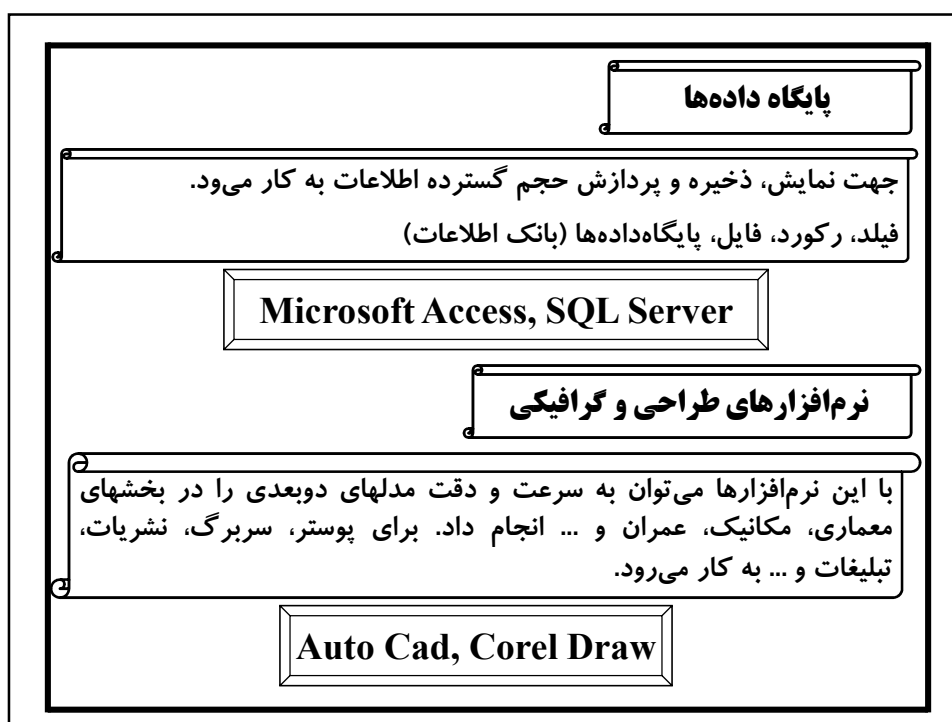 پایگاه داده‌ها
جهت نمایش، ذخیره و پردازش حجم گسترده اطلاعات به کار می‌ود.
فیلد، رکورد، فایل، پایگاه‌داده‌ها (بانک اطلاعات)
Microsoft Access, SQL Server
نرم‌افزارهای طراحی و گرافیکی
با این نرم‌افزارها می‌توان به سرعت و دقت مدلهای دوبعدی را در بخشهای
معماری، مکانیک، عمران و ... انجام داد. برای پوستر، سربرگ، نشریات،
تبلیغات و ... به کار می‌رود.
Auto Cad, Corel Draw